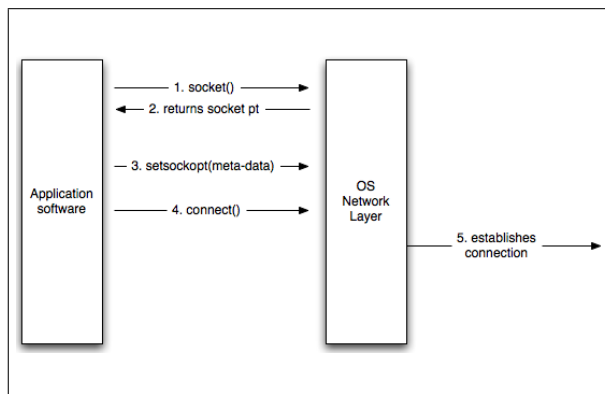 1. socket()
2. returns socket pt
3. setsockopt(meta-data)
Application
software
4. connect()
OS
Network
Layer
5. establishes
connection